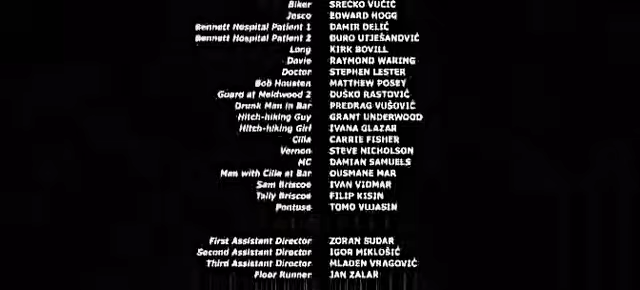 Biker SREĆKO VUČIĆ
Jasco EDWARD HOGG
Bennett Hospital Patient 1 DAMIR DELIĆ
Bennett Hospital Patient 2 ĐURO UTJEŠANOVIĆ
Long KIRK BOVILL
Davie RAYMOND WARING
Doctor STEPHEN LESTER
Bob Hausten MATTHEW POSEY
Guard at Meldwood 2 DUŠKO RASTOVIĆ
Drunk Man in Bar PREDRAG VUŠOVIĆ
Hitch-hiking Guy GRANT UNDERWOOD
Hitch-hiking Girl IVANA GLAZAR
Cilla CARRIE FISHER
Vernon STEVE NICHOLSON
MC DAMIAN SAMUELS
Man with Cilla at Bar OUSMANE MAR
Sam Briscoe IVAN VIDMAR
Tally Briscoe FILIP KISIN
Pontuso TOMO VUJASIN
First Assistant Director ZORAN SUDAR
Second Assistant Director IGOR MIKLOŠIĆ
Third Assistant Director MLADEN VRAGOVIĆ
Floor Runner JAN ZALAR